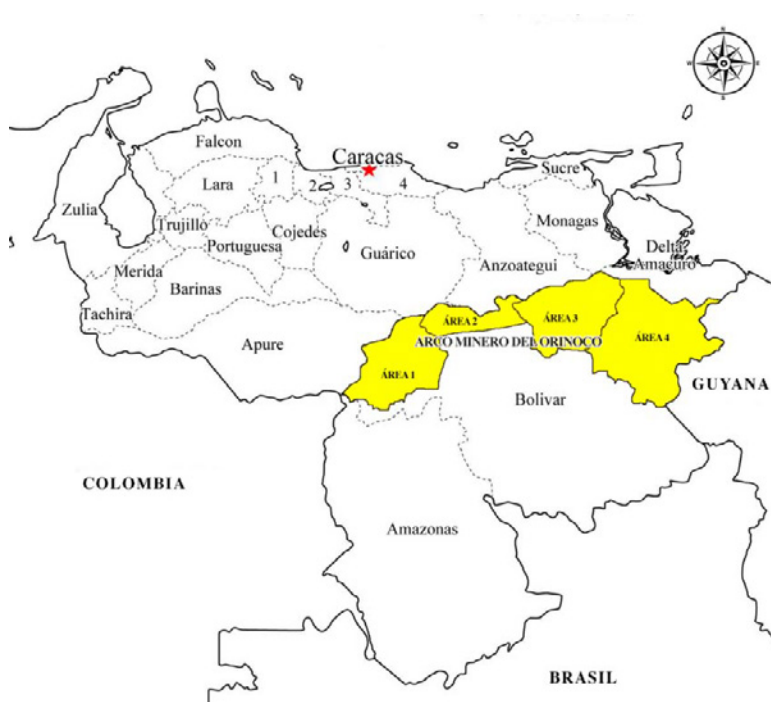 Falcon
Caracas
Sucre
Lara
1
2
3
4
Zulia
Monagas
Trujillo
Cojedes
Portuguesa
Guárico
Delta
Amacuro
Anzoategui
Merida
Barinas
Tachira
Apure
ÁREA 1
ÁREA 2
ÁREA 3
ÁREA 4
ARCO MINERO DEL ORINOCO
GUYANA
Bolivar
COLOMBIA
Amazonas
BRASIL